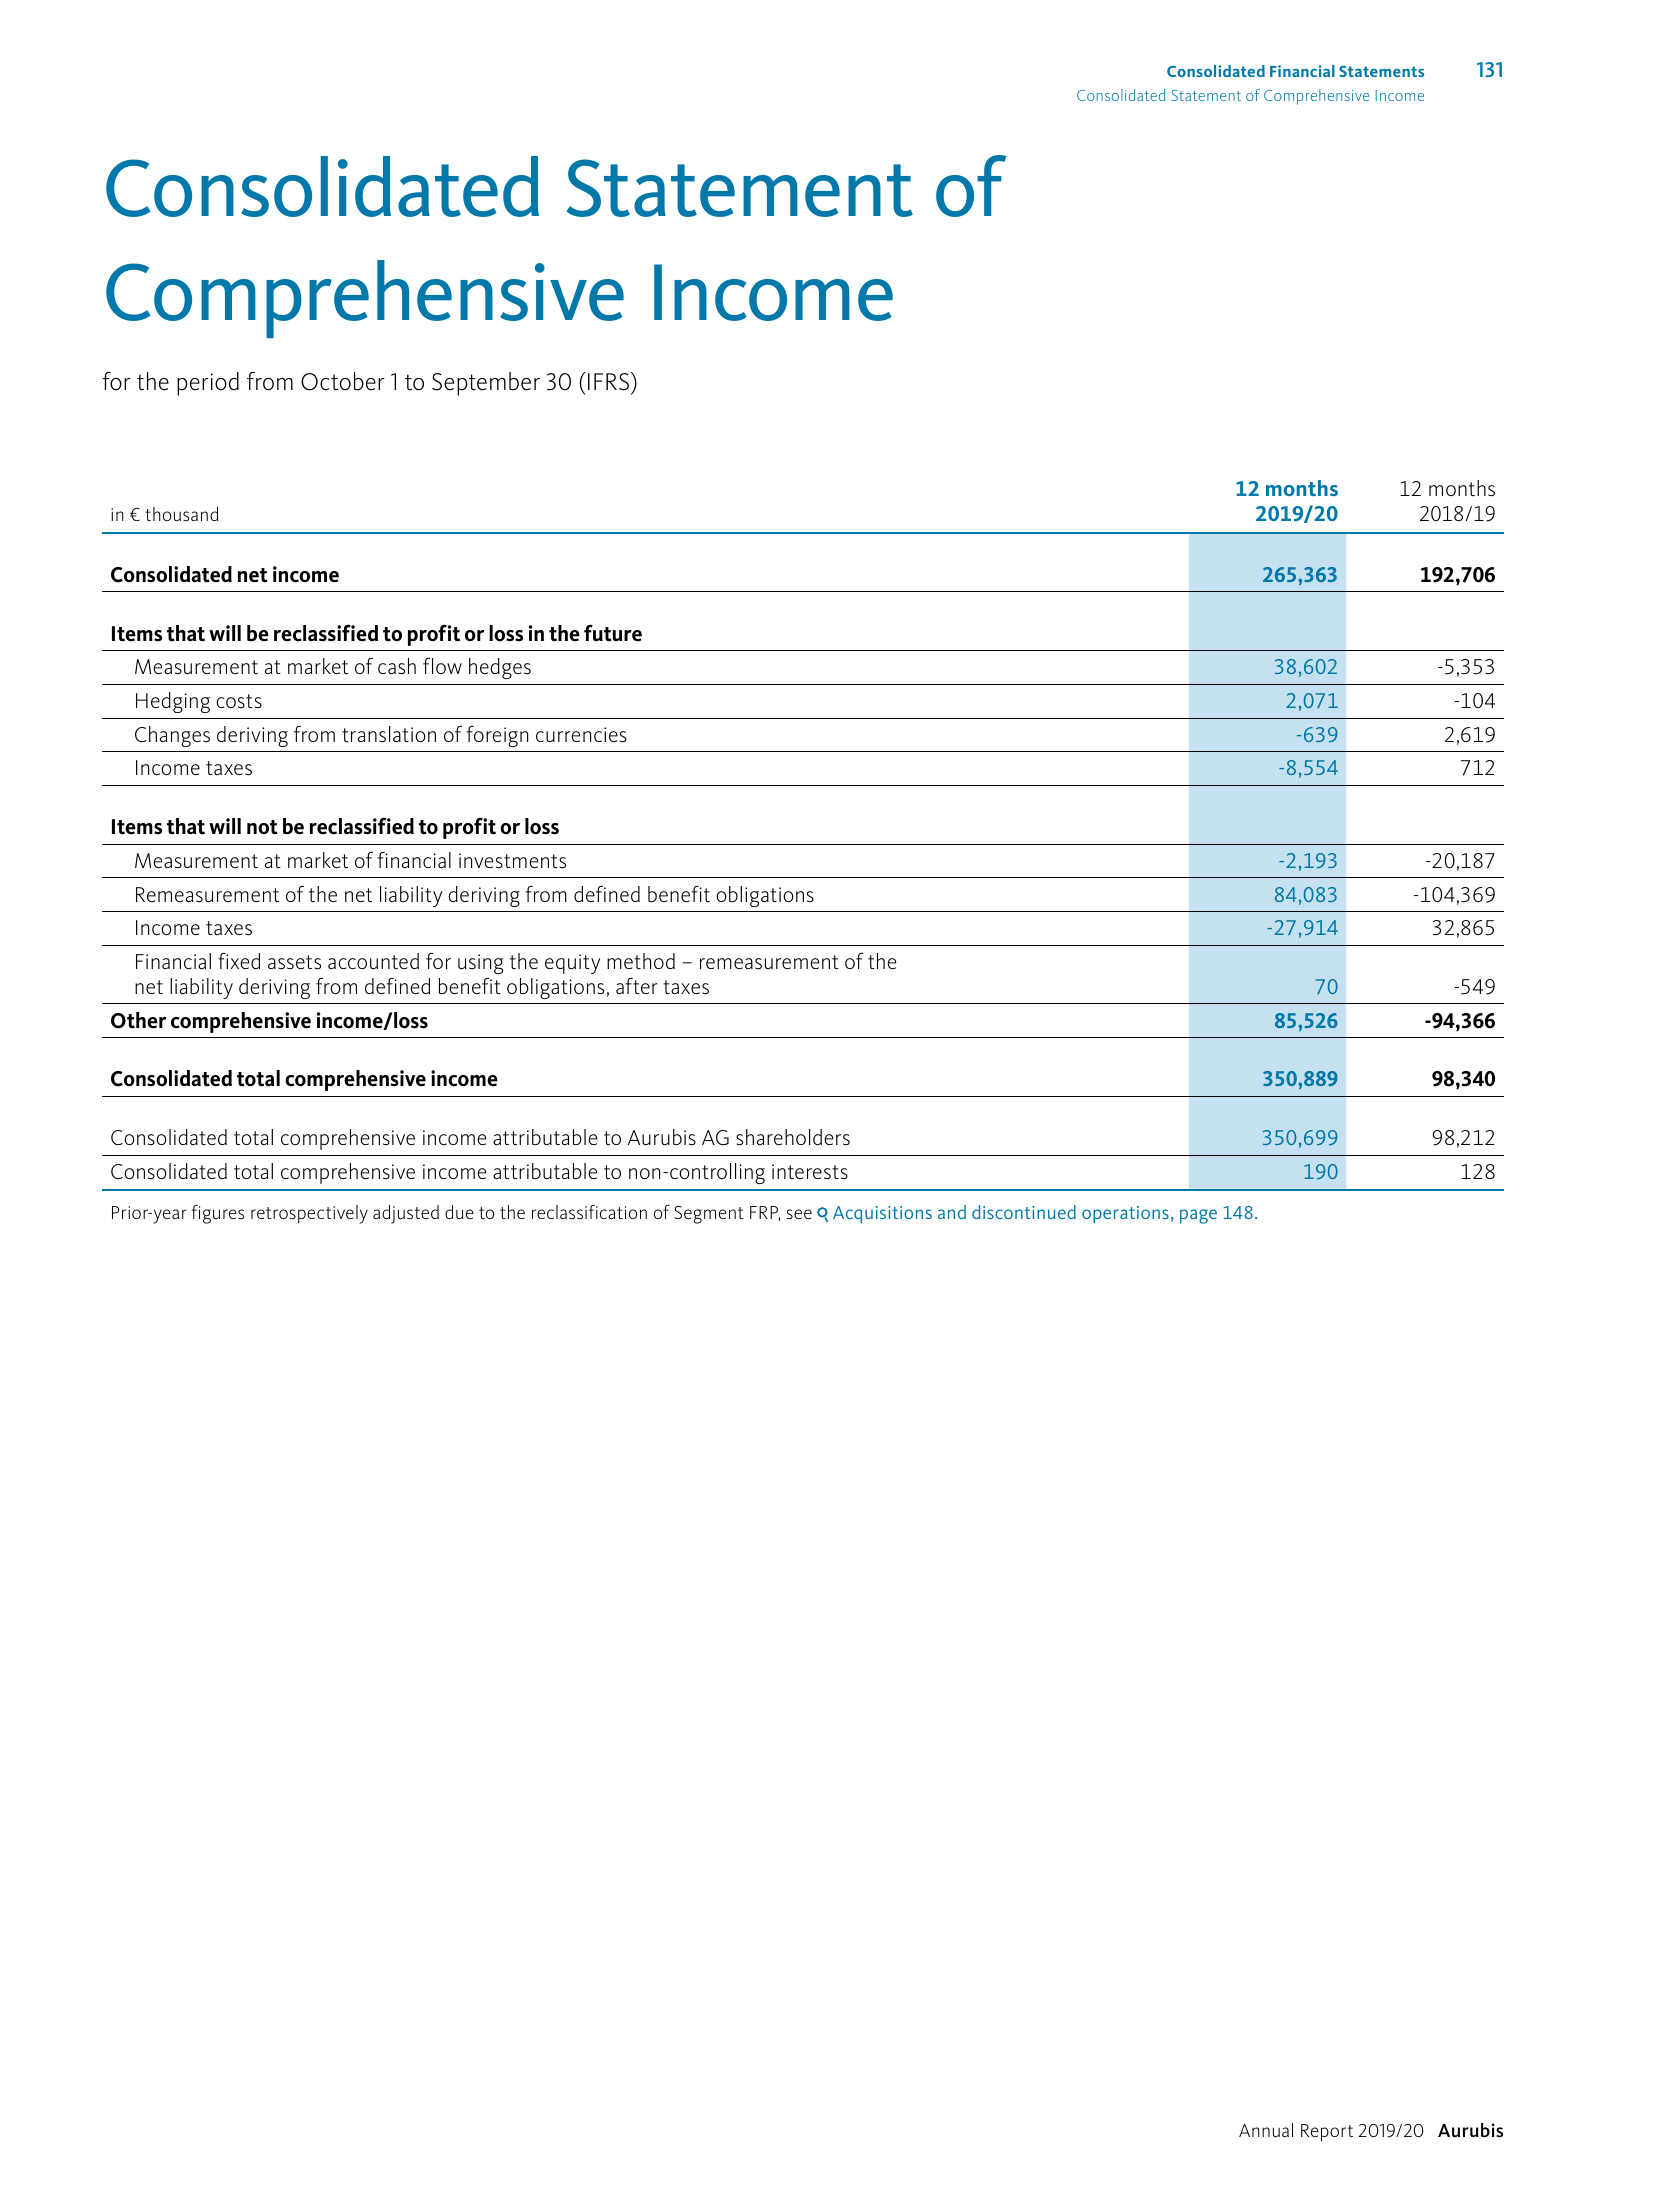 Consolidated Financial Statements 131
Consolidated Statement of Comprehensive Income
Consolidated Statement of
Comprehensive Income
for the period from October 1 to September 30 (IFRS)
in € thousand 12 months 2019/20 12 months 2018/19
Consolidated net income 265,363 192,706
Items that will be reclassified to profit or loss in the future
Measurement at market of cash flow hedges 38,602 -5,353
Hedging costs 2,071 -104
Changes deriving from translation of foreign currencies -639 2,619
Income taxes -8,554 712
Items that will not be reclassified to profit or loss
Measurement at market of financial investments -2,193 -20,187
Remeasurement of the net liability deriving from defined benefit obligations 84,083 -104,369
Income taxes -27,914 32,865
Financial fixed assets accounted for using the equity method – remeasurement of the
net liability deriving from defined benefit obligations, after taxes 70 -549
Other comprehensive income/loss 85,526 -94,366
Consolidated total comprehensive income 350,889 98,340
Consolidated total comprehensive income attributable to Aurubis AG shareholders 350,699 98,212
Consolidated total comprehensive income attributable to non-controlling interests 190 128
Prior-year figures retrospectively adjusted due to the reclassification of Segment FRP, see Acquisitions and discontinued operations, page 148.
Annual Report 2019/20 Aurubis